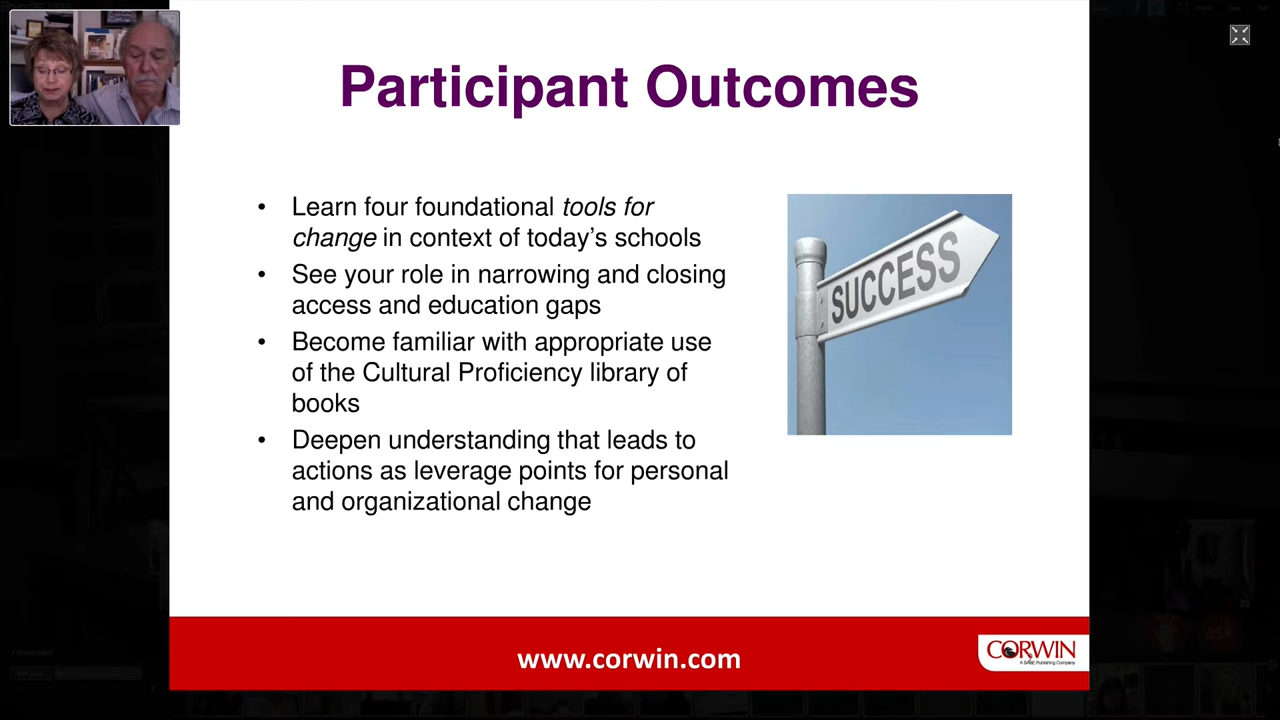 Participant Outcomes
• Learn four foundational tools for
change in context of today's schools
• See your role in narrowing and closing
access and education gaps
• Become familiar with appropriate use
of the Cultural Proficiency library of
books
• Deepen understanding that leads to
actions as leverage points for personal
and organizational change
SUCCESS
www.corwin.com
CORWIN
A SAGE Publishing Company
ask